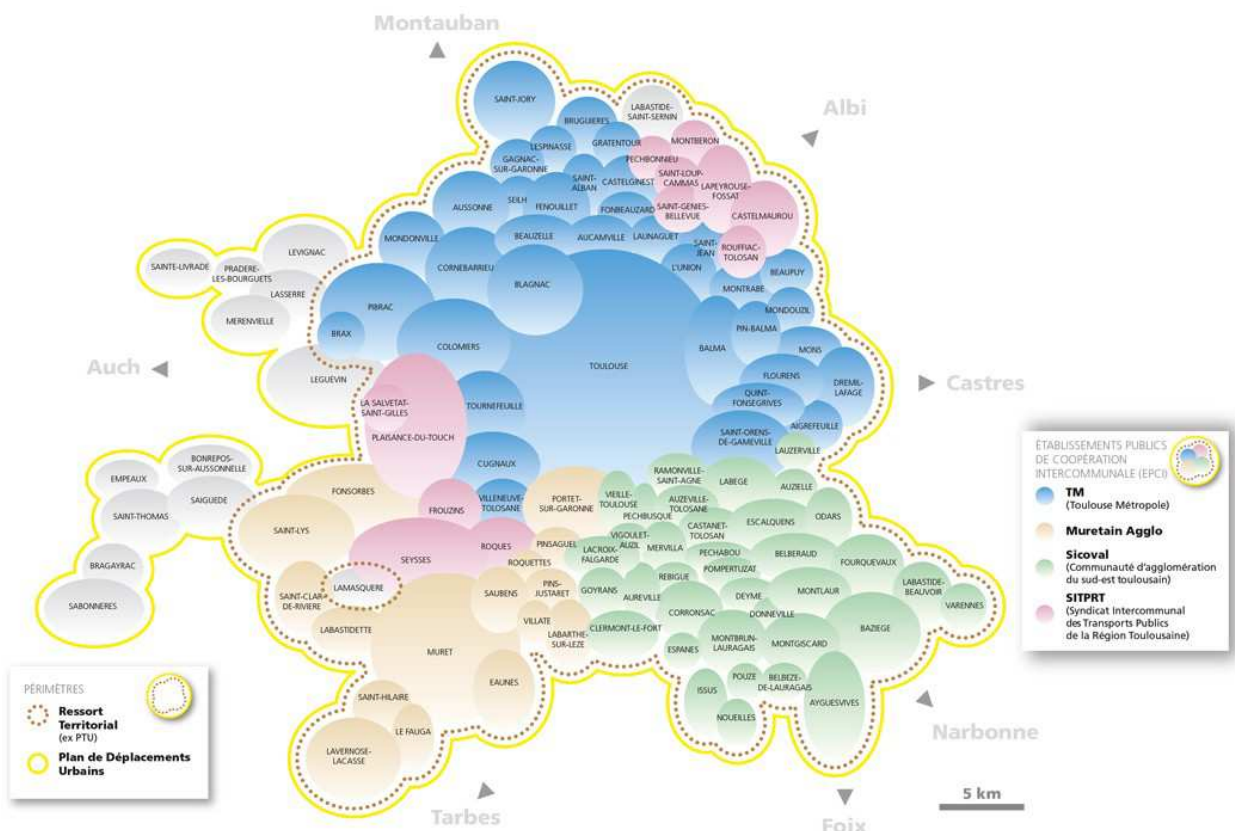 Montauban
Albi
SAINT-JORY
BRUGUIERES
LABASTIDE-
SAINT-SERNIN
LESPINASSE
GRATENTOUR
MONTBERON
GAGNAC-
SUR-GARONNE
PECHBONNIEU
SAINT-
ALBAN
CASTELGINEST
SAINT-LOUP-
CAMMAS
LAPEYROUSE-
FOSSAT
AUSSONNE
SEILH
FENOUILLET
FONBEAUZARD
SAINT-GENIES-
BELLEVUE
CASTELMAUROU
MONDONVILLE
BEAUZELLE
AUCAMVILLE
LAUNAGUET
SAINT-
JEAN
ROUFFIAC-
TOLOSAN
LEVIGNAC
SAINTE-LIVRADE
PRADERE-
LES-BOURGUETS
LASSERRE
MERENVIELLE
CORNEBARRIEU
BLAGNAC
L'UNION
BEAUPUY
MONTRABE
PIBRAC
MONDOUZIL
BRAX
COLOMIERS
BALMA
PIN-BALMA
MONS
Auch
LEGUEVIN
TOULOUSE
FLOURENS
DREMIL-
LAFAGE
Castres
LA SALVETAT-
SAINT-GILLES
TOURNEFEUILLE
QUINT-
FONSEGRIVES
PLAISANCE-DU-TOUCH
SAINT-ORENS-
DE-GAMEVILLE
AIGREFEUILLE
LAUZERVILLE
BONREPOS-
SUR-AUSSONNELLE
EMPEAUX
SAIGUEDE
SAINT-THOMAS
BRAGAYRAC
SABONNERES
CUGNAUX
FONSORBES
VILLENEUVE-
TOLOSANE
PORTET-
SUR-GARONNE
VIEILLE-
TOULOUSE
RAMONVILLE-
SAINT-AGNE
LABEGE
AUZIELLE
FROUZINS
PECHBUSQUE
AUZEVILLE-
TOLOSANE
ESCALQUENS
ODARS
SAINT-LYS
CASTANET-
TOLOSAN
SEYSSES
ROQUES
PINSAGUEL
VIGOULET-
AUZIL
MERVILLA
LACROIX-
FALGARDE
PECHABOU
BELBERAUD
FOURQUEVAUX
ROQUETTES
POMPERTUZAT
LAMASQUERE
SAINT-CLAR-
DE-RIVIERE
SAUBENS
PINS-
JUSTARET
GOYRANS
AUREVILLE
REBIGUE
DEYME
MONTLAUR
LABASTIDE-
BEAUVOIR
VARENNES
CORRONSAC
DONNEVILLE
BAZIEGE
LABASTIDETTE
VILLATE
LABARTHE-
SUR-LEZE
CLERMONT-LE-FORT
MURET
ESPANES
MONTBRUN-
LAURAGAIS
MONTGISCARD
EAUNES
ISSUS
POUZE
BELBEZE-
DE-LAURAGAIS
AYGUESVIVES
SAINT-HILAIRE
NOUEILLES
LE FAUGA
LAVERNOSE-
LACASSE
Narbonne
Tarbes
Foix
5 km
PÉRIMÈTRES
Ressort
Territorial
(ex PTU)
Plan de Déplacements
Urbains
ÉTABLISSEMENTS PUBLICS
DE COOPÉRATION
INTERCOMMUNALE (EPCI)
TM
(Toulouse Métropole)
Muretain Agglo
Sicoval
(Communauté d'agglomération
du sud-est toulousain)
SITPRT
(Syndicat Intercommunal
des Transports Publics
de la Région Toulousaine)